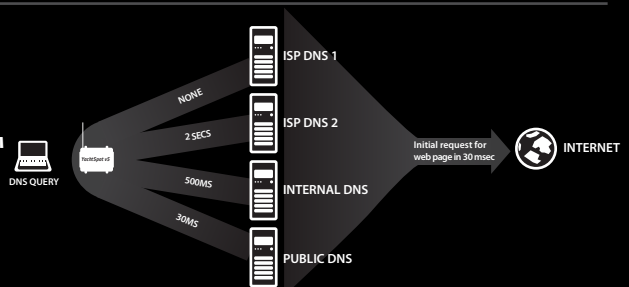 ISP DNS 1
NONE
ISP DNS 2
2 SECS
YachtSpot v5
DNS QUERY
Initial request for
web page in 30 msec
INTERNET
500MS
INTERNAL DNS
30MS
PUBLIC DNS